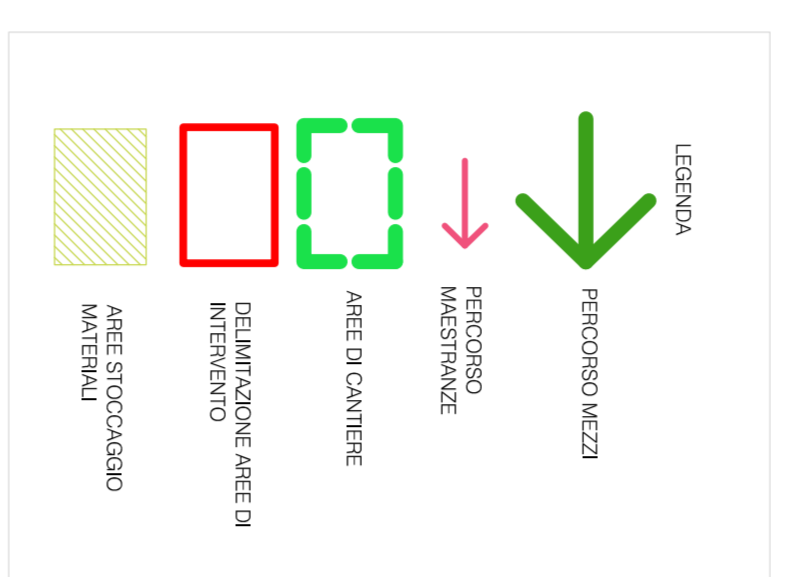 LEGENDA
PERCORSO MEZZI
PERCORSO
MAESTRANZE
AREE DI CANTIERE
DELIMITAZIONE AREE DI
INTERVENTO
AREE STOCCAGGIO
MATERIALI